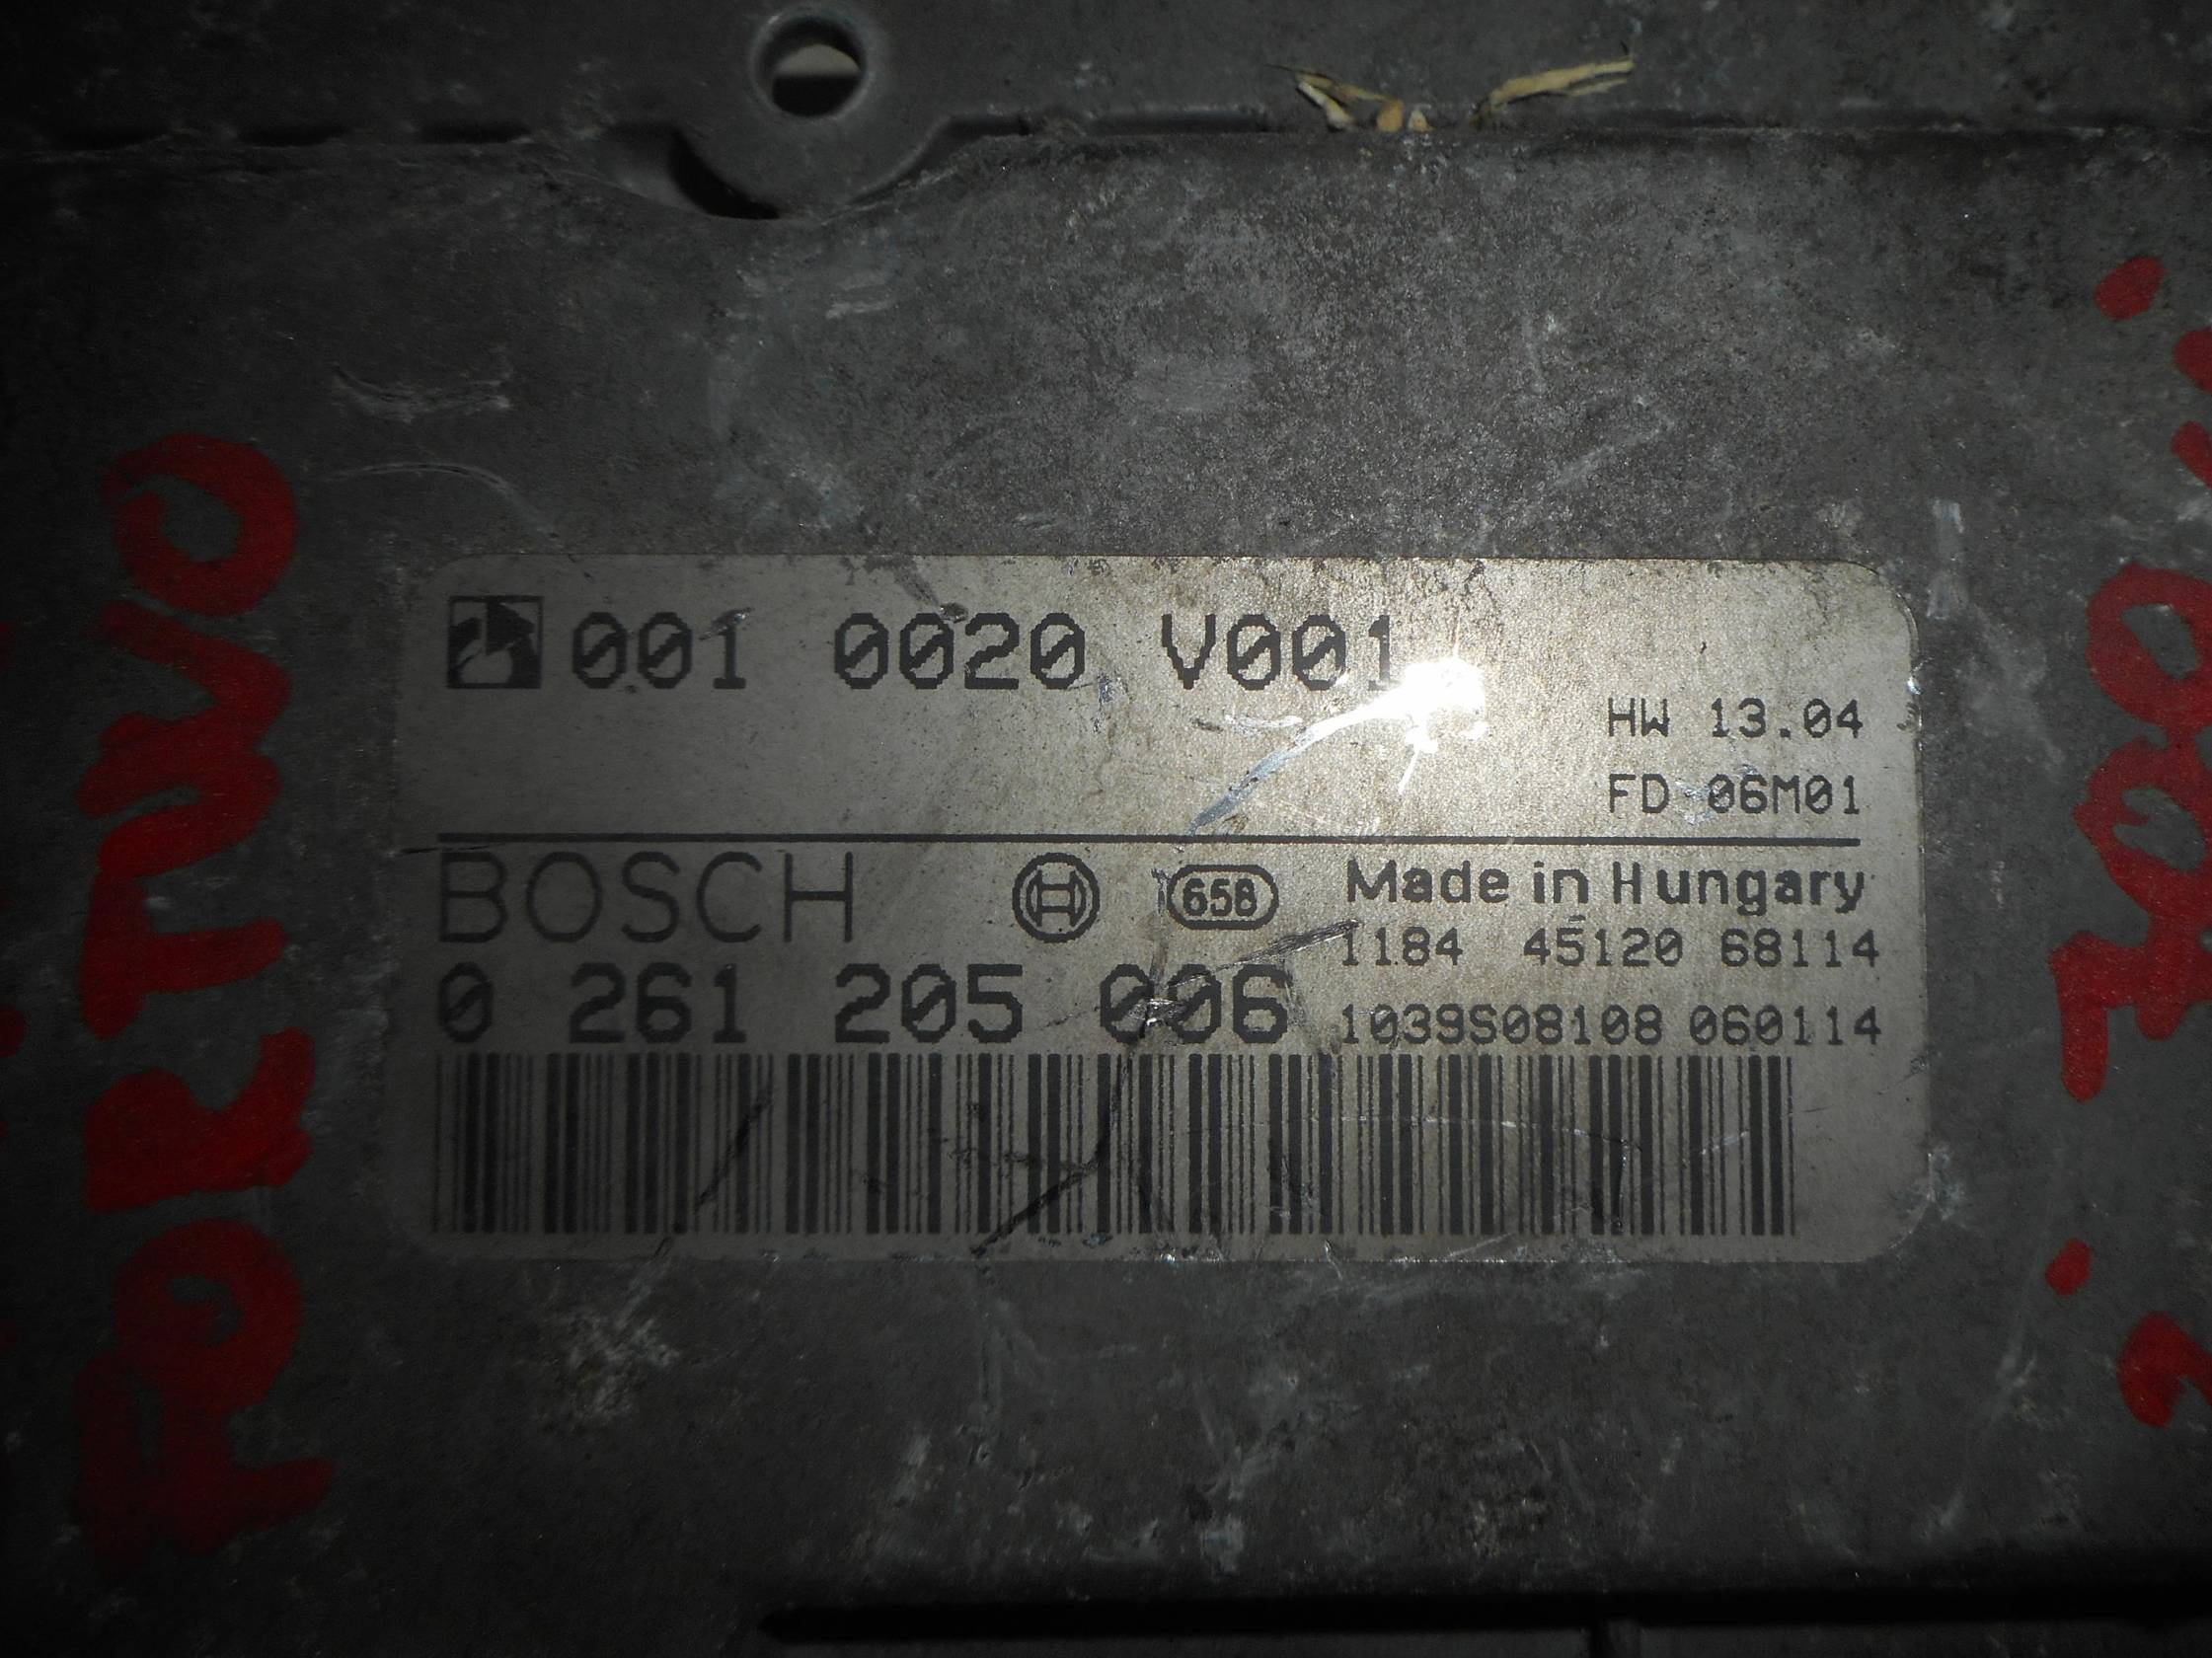 001 0020 V001
HW 13.04
FD 06M01
BOSCH 658 Made in Hungary
1184 45120 68114
0 261 205 006
1039S08108 060114
FORTWO